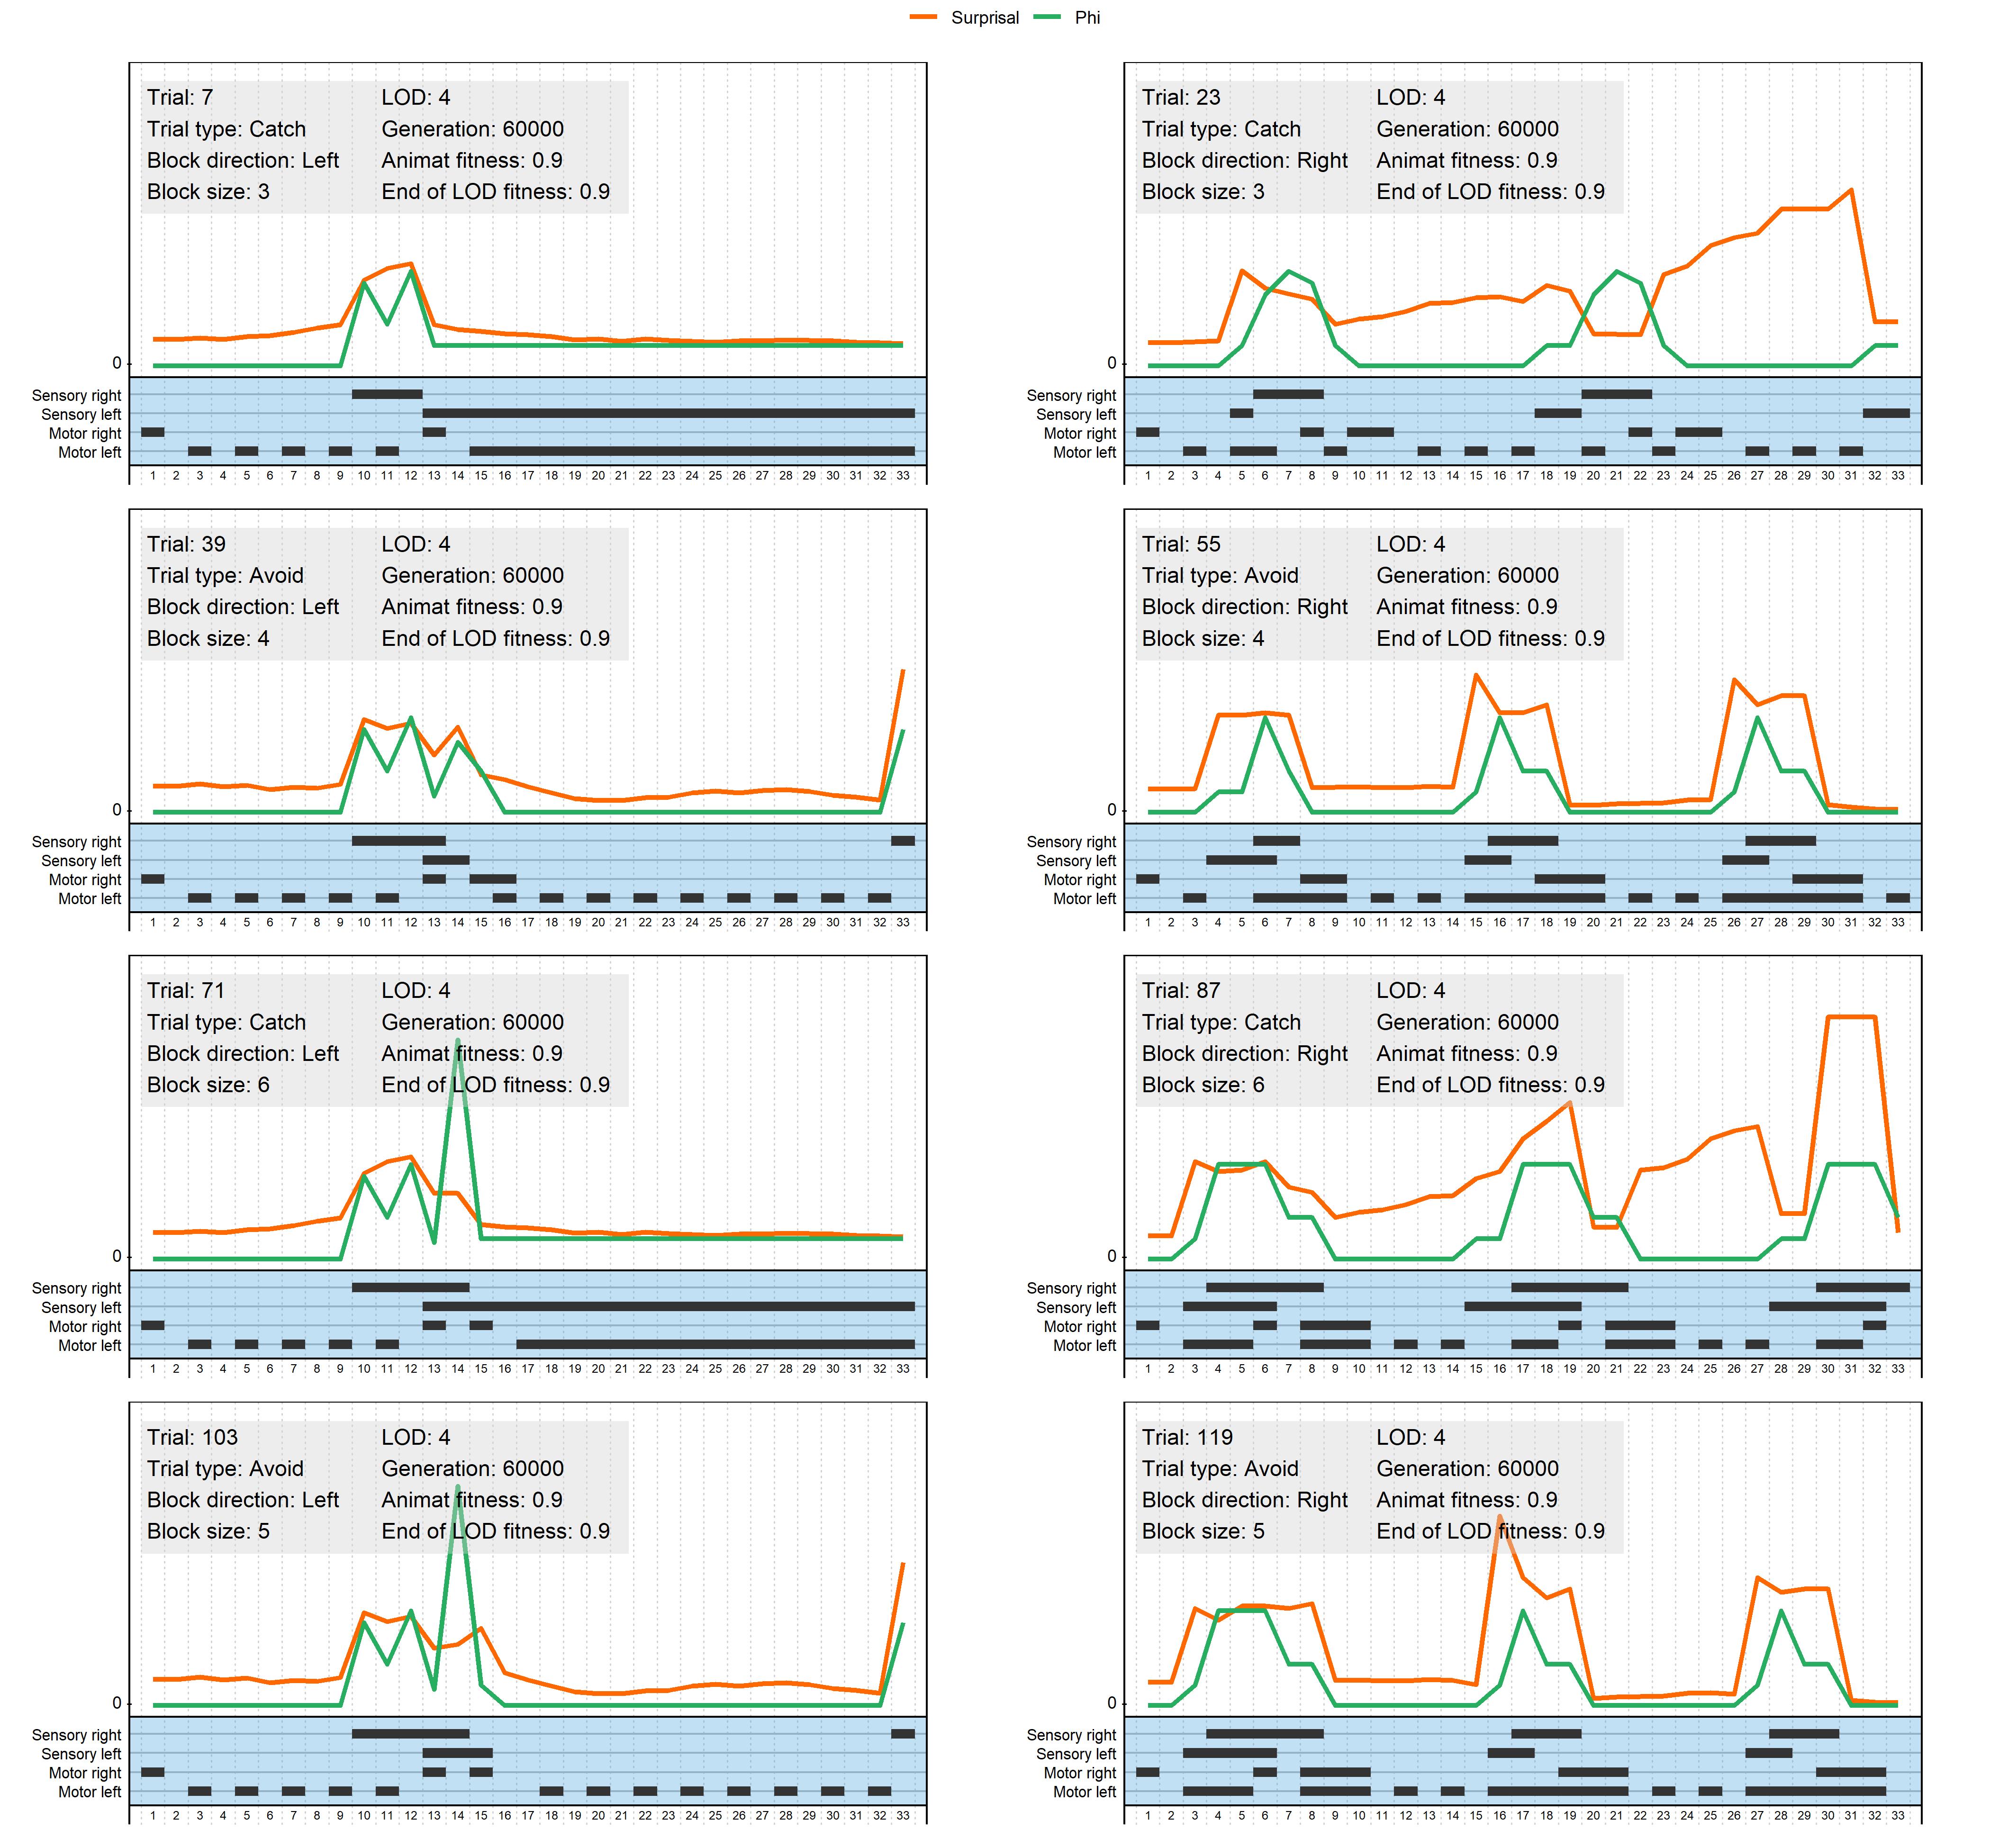 Surprisal Phi
Trial: 7 LOD: 4
Trial type: Catch Generation: 60000
Block direction: Left Animat fitness: 0.9
Block size: 3 End of LOD fitness: 0.9
0
Sensory right
Sensory left
Motor right
Motor left
1 2 3 4 5 6 7 8 9 10 11 12 13 14 15 16 17 18 19 20 21 22 23 24 25 26 27 28 29 30 31 32 33
Trial: 23 LOD: 4
Trial type: Catch Generation: 60000
Block direction: Right Animat fitness: 0.9
Block size: 3 End of LOD fitness: 0.9
0
Sensory right
Sensory left
Motor right
Motor left
1 2 3 4 5 6 7 8 9 10 11 12 13 14 15 16 17 18 19 20 21 22 23 24 25 26 27 28 29 30 31 32 33
Trial: 39 LOD: 4
Trial type: Avoid Generation: 60000
Block direction: Left Animat fitness: 0.9
Block size: 4 End of LOD fitness: 0.9
0
Sensory right
Sensory left
Motor right
Motor left
1 2 3 4 5 6 7 8 9 10 11 12 13 14 15 16 17 18 19 20 21 22 23 24 25 26 27 28 29 30 31 32 33
Trial: 55 LOD: 4
Trial type: Avoid Generation: 60000
Block direction: Right Animat fitness: 0.9
Block size: 4 End of LOD fitness: 0.9
0
Sensory right
Sensory left
Motor right
Motor left
1 2 3 4 5 6 7 8 9 10 11 12 13 14 15 16 17 18 19 20 21 22 23 24 25 26 27 28 29 30 31 32 33
Trial: 71 LOD: 4
Trial type: Catch Generation: 60000
Block direction: Left Animat fitness: 0.9
Block size: 6 End of LOD fitness: 0.9
0
Sensory right
Sensory left
Motor right
Motor left
1 2 3 4 5 6 7 8 9 10 11 12 13 14 15 16 17 18 19 20 21 22 23 24 25 26 27 28 29 30 31 32 33
Trial: 87 LOD: 4
Trial type: Catch Generation: 60000
Block direction: Right Animat fitness: 0.9
Block size: 6 End of LOD fitness: 0.9
0
Sensory right
Sensory left
Motor right
Motor left
1 2 3 4 5 6 7 8 9 10 11 12 13 14 15 16 17 18 19 20 21 22 23 24 25 26 27 28 29 30 31 32 33
Trial: 103 LOD: 4
Trial type: Avoid Generation: 60000
Block direction: Left Animat fitness: 0.9
Block size: 5 End of LOD fitness: 0.9
0
Sensory right
Sensory left
Motor right
Motor left
1 2 3 4 5 6 7 8 9 10 11 12 13 14 15 16 17 18 19 20 21 22 23 24 25 26 27 28 29 30 31 32 33
Trial: 119 LOD: 4
Trial type: Avoid Generation: 60000
Block direction: Right Animat fitness: 0.9
Block size: 5 End of LOD fitness: 0.9
0
Sensory right
Sensory left
Motor right
Motor left
1 2 3 4 5 6 7 8 9 10 11 12 13 14 15 16 17 18 19 20 21 22 23 24 25 26 27 28 29 30 31 32 33